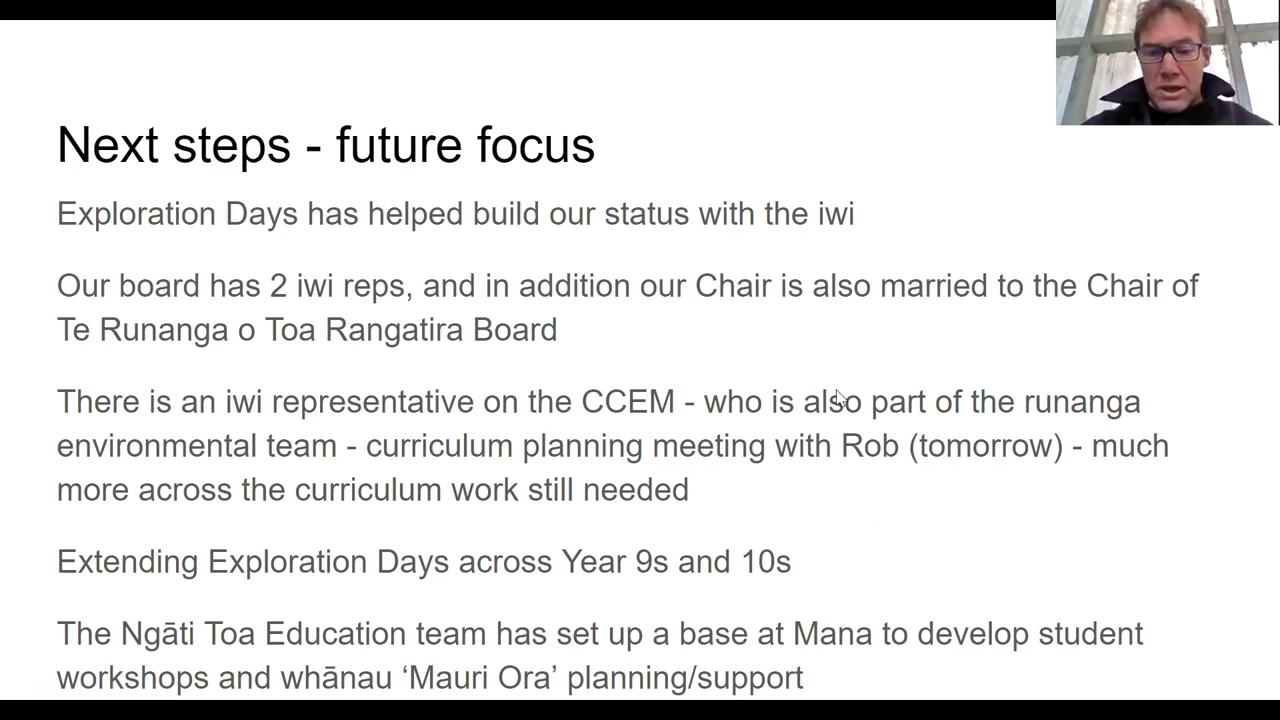 Next steps - future focus
Exploration Days has helped build our status with the iwi
Our board has 2 iwi reps, and in addition our Chair is also married to the Chair of
Te Runanga o Toa Rangatira Board
There is an iwi representative on the CCEM - who is also part of the runanga
environmental team - curriculum planning meeting with Rob (tomorrow) - much
more across the curriculum work still needed
Extending Exploration Days across Year 9s and 10s
The Ngāti Toa Education team has set up a base at Mana to develop student
workshops and whānau ‘Mauri Ora’ planning/support